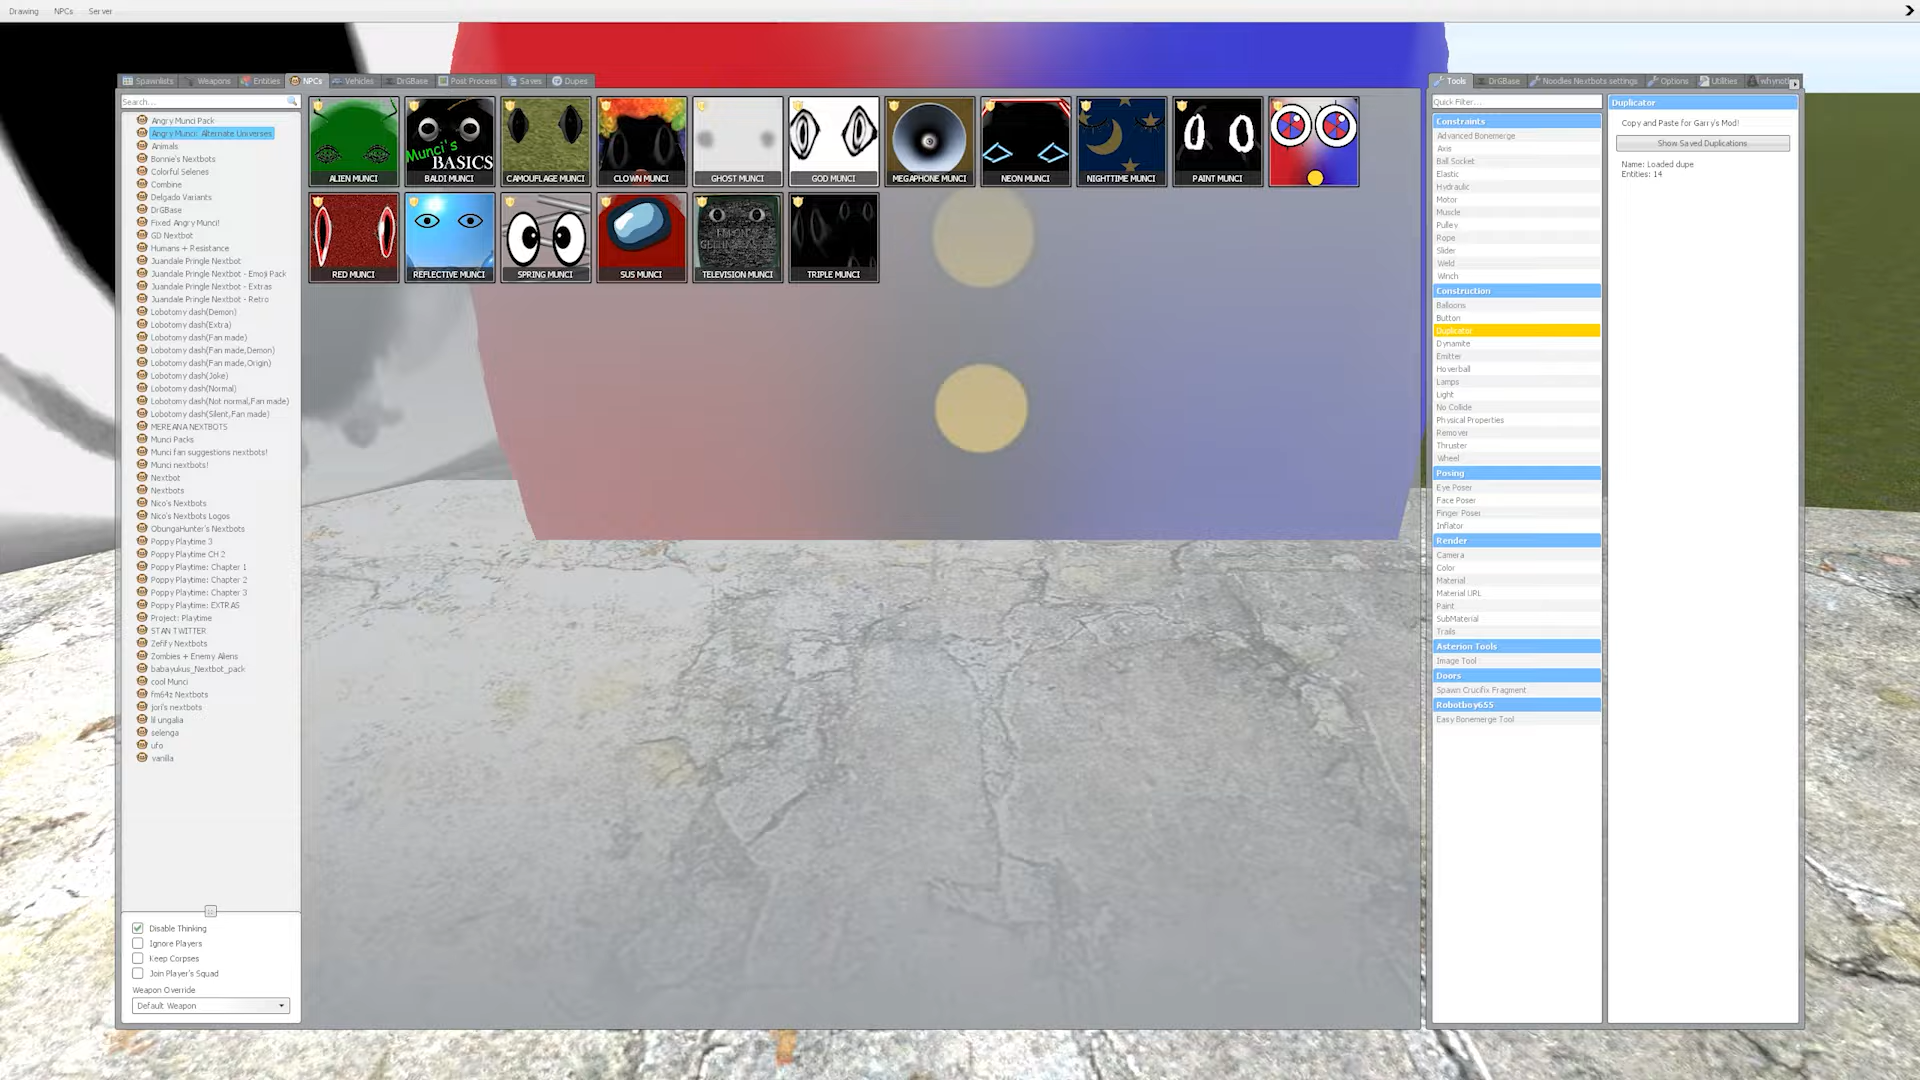 Drawing NPCs Server
Spawnlists Weapons Entities NPCs Vehicles DrGBase Post Process Saves Dupes
Search...
Angry Munci Pack
Angry Munci: Alternate Universes
Animals
Bonnie's Nextbots
Colorful Selenes
Combine
Delgado Variants
DrGBase
Fixed Angry Munci!
GD Nextbot
Humans + Resistance
Juandale Pringle Nextbot
Juandale Pringle Nextbot - Emoji Pack
Juandale Pringle Nextbot - Extras
Juandale Pringle Nextbot - Retro
Lobotomy dash(Demon)
Lobotomy dash(Extra)
Lobotomy dash(Fan made)
Lobotomy dash(Fan made,Demon)
Lobotomy dash(Fan made,Origin)
Lobotomy dash(Joke)
Lobotomy dash(Normal)
Lobotomy dash(Not normal,Fan made)
Lobotomy dash(Silent,Fan made)
MEREANA NEXTBOTS
Munci Packs
Munci fan suggestions nextbots!
Munci nextbots!
Nextbot
Nextbots
Nico's Nextbots
Nico's Nextbots Logos
ObungaHunter's Nextbots
Poppy Playtime 3
Poppy Playtime CH 2
Poppy Playtime: Chapter 1
Poppy Playtime: Chapter 2
Poppy Playtime: Chapter 3
Poppy Playtime: EXTRAS
Project: Playtime
STAN TWITTER
Zefify Nextbots
Zombies + Enemy Aliens
babayukus_Nextbot_pack
cool Munci
fm64z Nextbots
jori's nextbots
lil ungalia
selenga
ufo
vanilla
Disable Thinking
Ignore Players
Keep Corpses
Join Player's Squad
Weapon Override
Default Weapon
Munci's
BASICS
ALIEN MUNCI BALDI MUNCI CAMOUFLAGE MUNCI CLOWN MUNCI GHOST MUNCI GOD MUNCI MEGAPHONE MUNCI NEON MUNCI NIGHTTIME MUNCI PAINT MUNCI
RED MUNCI REFLECTIVE MUNCI SPRING MUNCI SUS MUNCI TELEVISION MUNCI TRIPLE MUNCI
Tools DrGBase Noodles Nextbots settings Options Utilities
Quick Filter...
Constraints
Advanced Bonemerge
Axis
Ball Socket
Elastic
Hydraulic
Motor
Muscle
Pulley
Rope
Slider
Weld
Winch
Construction
Balloons
Button
Duplicator
Dynamite
Emitter
Hoverball
Lamps
Light
No Collide
Physical Properties
Remover
Thruster
Wheel
Posing
Eye Poser
Face Poser
Finger Poser
Inflator
Render
Camera
Color
Material
Material URL
Paint
SubMaterial
Trails
Asterion Tools
Image Tool
Doors
Spawn Crucifix Fragment
Robotboy655
Easy Bonemerge Tool
Duplicator
Copy and Paste for Garry's Mod!
Show Saved Duplications
Name: Loaded dupe
Entities: 14